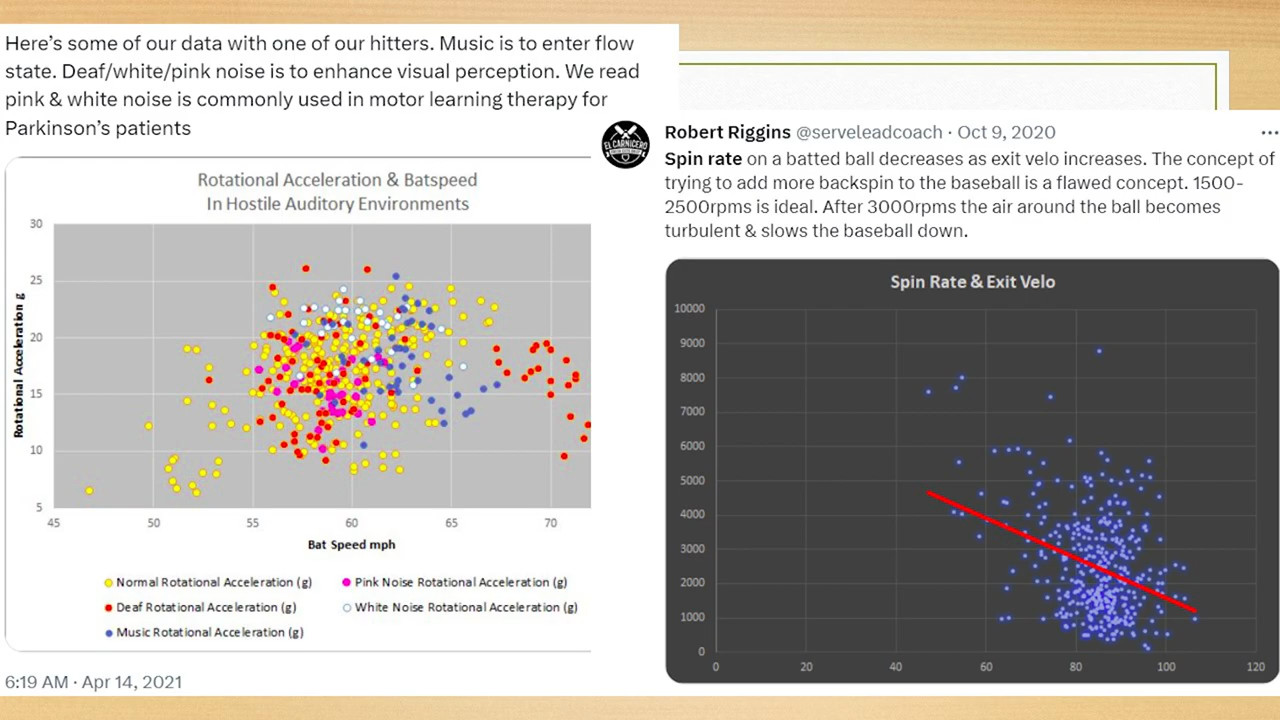 Here’s some of our data with one of our hitters. Music is to enter flow
state. Deaf/white/pink noise is to enhance visual perception. We read
pink & white noise is commonly used in motor learning therapy for
Parkinson’s patients
Rotational Acceleration & Batspeed
In Hostile Auditory Environments
Rotational Acceleration g
30
25
20
15
10
5
45
50
55
60
65
70
Bat Speed mph
Normal Rotational Acceleration (g)
Pink Noise Rotational Acceleration (g)
Deaf Rotational Acceleration (g)
White Noise Rotational Acceleration (g)
Music Rotational Acceleration (g)
6:19 AM · Apr 14, 2021
EL CARNICERO
Robert Riggins @serveleadcoach · Oct 9, 2020
Spin rate on a batted ball decreases as exit velo increases. The concept of
trying to add more backspin to the baseball is a flawed concept. 1500-
2500rpms is ideal. After 3000rpms the air around the ball becomes
turbulent & slows the baseball down.
Spin Rate & Exit Velo
10000
9000
8000
7000
6000
5000
4000
3000
2000
1000
0
0
20
40
60
80
100
120